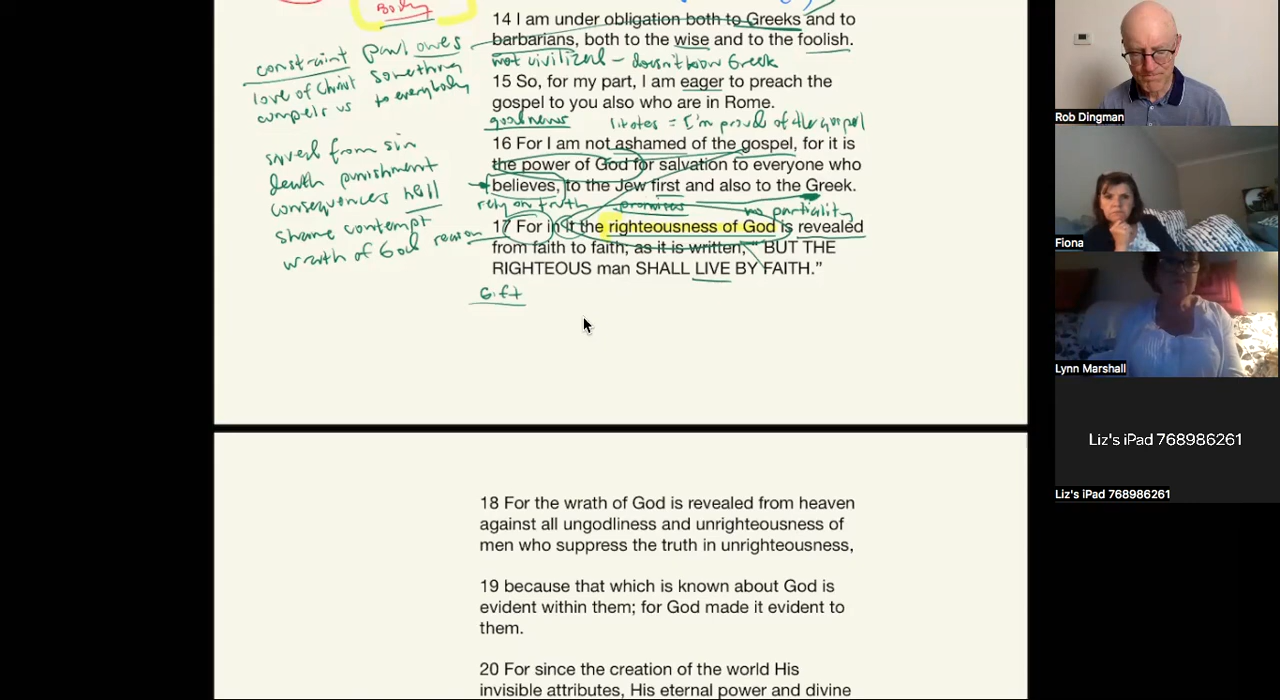 Body
14 I am under obligation both to Greeks and to
barbarians, both to the wise and to the foolish.
not civilized - doesn't know Greek
constraint
Paul owes
something
to everybody
love of Christ
compels us
15 So, for my part, I am eager to preach the
gospel to you also who are in Rome.
good news
litotes = I'm proud of the gospel
16 For I am not ashamed of the gospel, for it is
the power of God for salvation to everyone who
believes, to the Jew first and also to the Greek.
rely on truth
promises
no partiality
saved from sin
death punishment
consequences hell
shame contempt
wrath of God
reason
17 For in it the righteousness of God is revealed
from faith to faith; as it is written, “BUT THE
RIGHTEOUS man SHALL LIVE BY FAITH.”
Gift
18 For the wrath of God is revealed from heaven
against all ungodliness and unrighteousness of
men who suppress the truth in unrighteousness,
19 because that which is known about God is
evident within them; for God made it evident to
them.
20 For since the creation of the world His
invisible attributes, His eternal power and divine
Rob Dingman
Fiona
Lynn Marshall
Liz's iPad 768986261
Liz's iPad 768986261